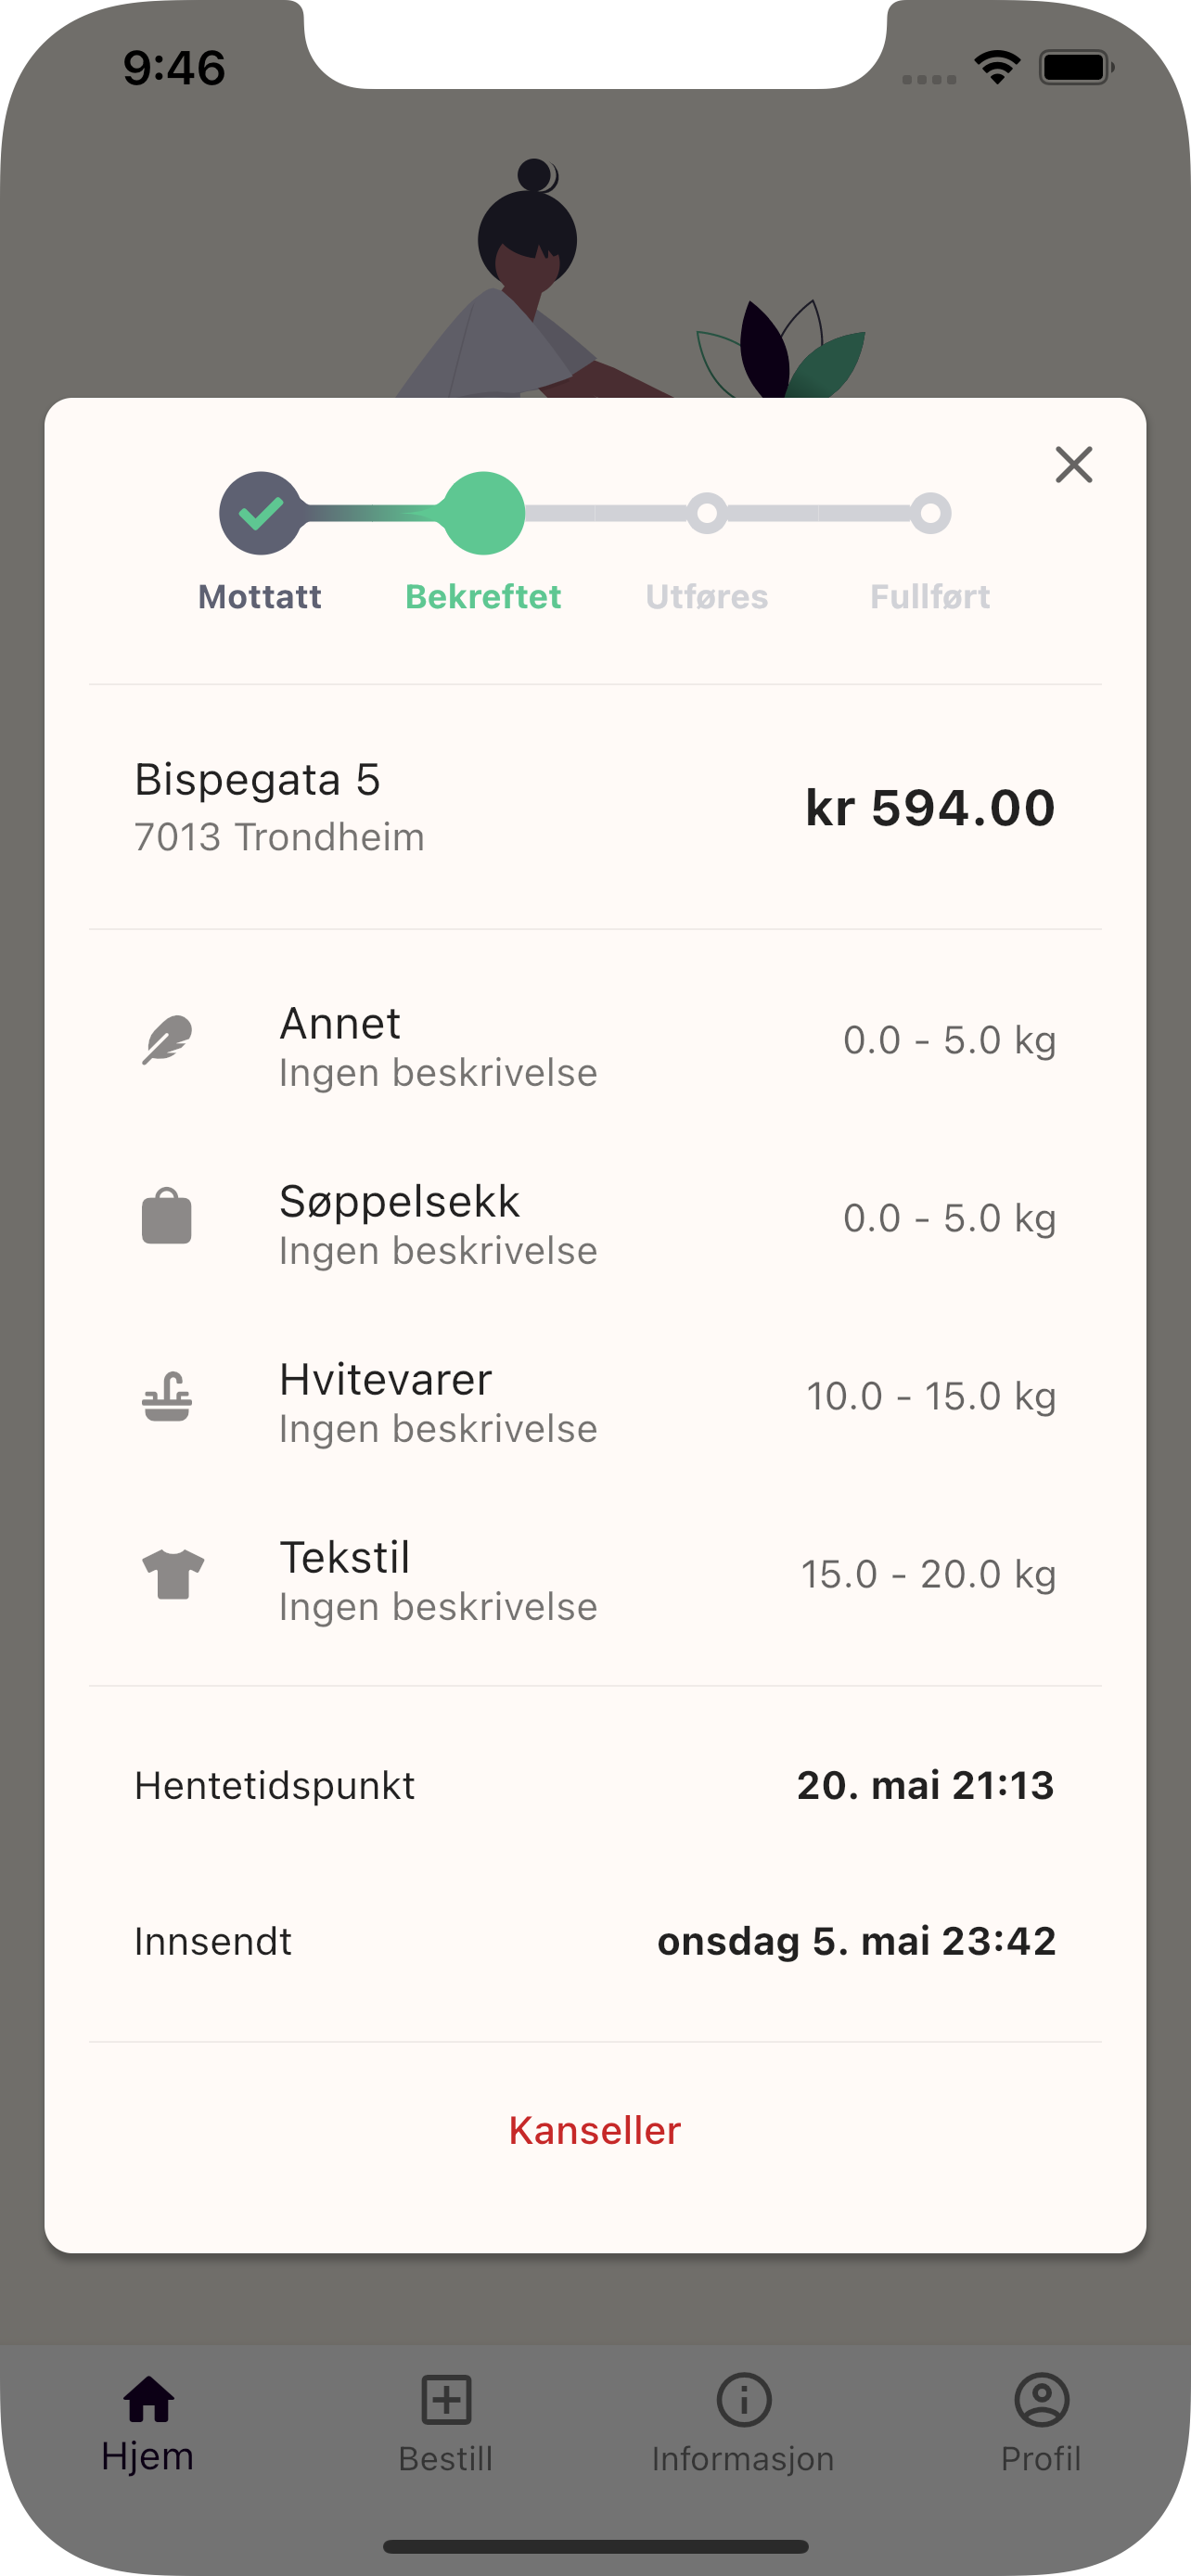 9:46
Mottatt
Bekreftet
Utføres
Fullført
Bispegata 5
7013 Trondheim
kr 594.00
Annet
Ingen beskrivelse
0.0 - 5.0 kg
Søppelsekk
Ingen beskrivelse
0.0 - 5.0 kg
Hvitevarer
Ingen beskrivelse
10.0 - 15.0 kg
Tekstil
Ingen beskrivelse
15.0 - 20.0 kg
Hentetidspunkt
20. mai 21:13
Innsendt
onsdag 5. mai 23:42
Kanseller
Hjem
Bestill
Informasjon
Profil